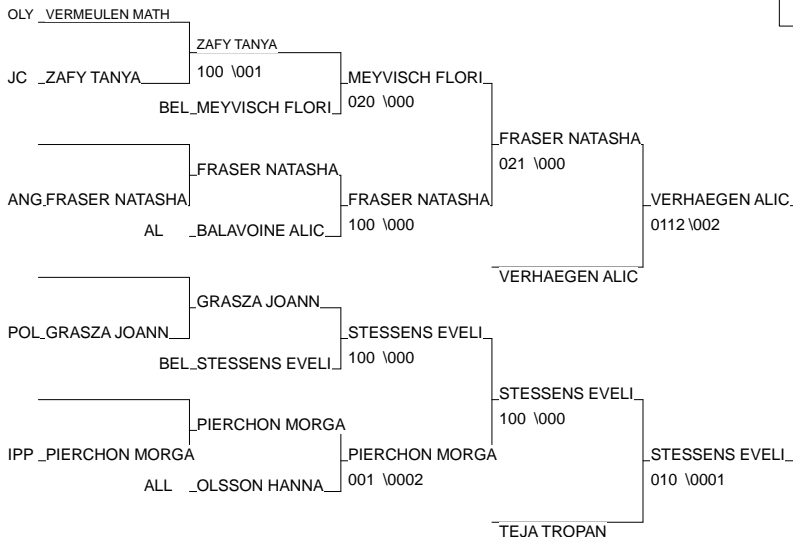 OLY VERMEULEN MATH
ZAFY TANYA
JC ZAFY TANYA 100 \001 MEYVISCH FLORI
BEL MEYVISCH FLORI 020 \000
FRASER NATASHA
021 \000
FRASER NATASHA
ANG FRASER NATASHA FRASER NATASHA VERHAEGEN ALIC
AL BALAVOINE ALIC 100 \000 0112 \002
VERHAEGEN ALIC
GRASZA JOANN
POL GRASZA JOANN STESSENS EVELI
BEL STESSENS EVELI 100 \000
STESSENS EVELI
100 \000
PIERCHON MORGA
IPP PIERCHON MORGA PIERCHON MORGA STESSENS EVELI
ALL OLSSON HANNA 001 \0002 010 \0001
TEJA TROPAN